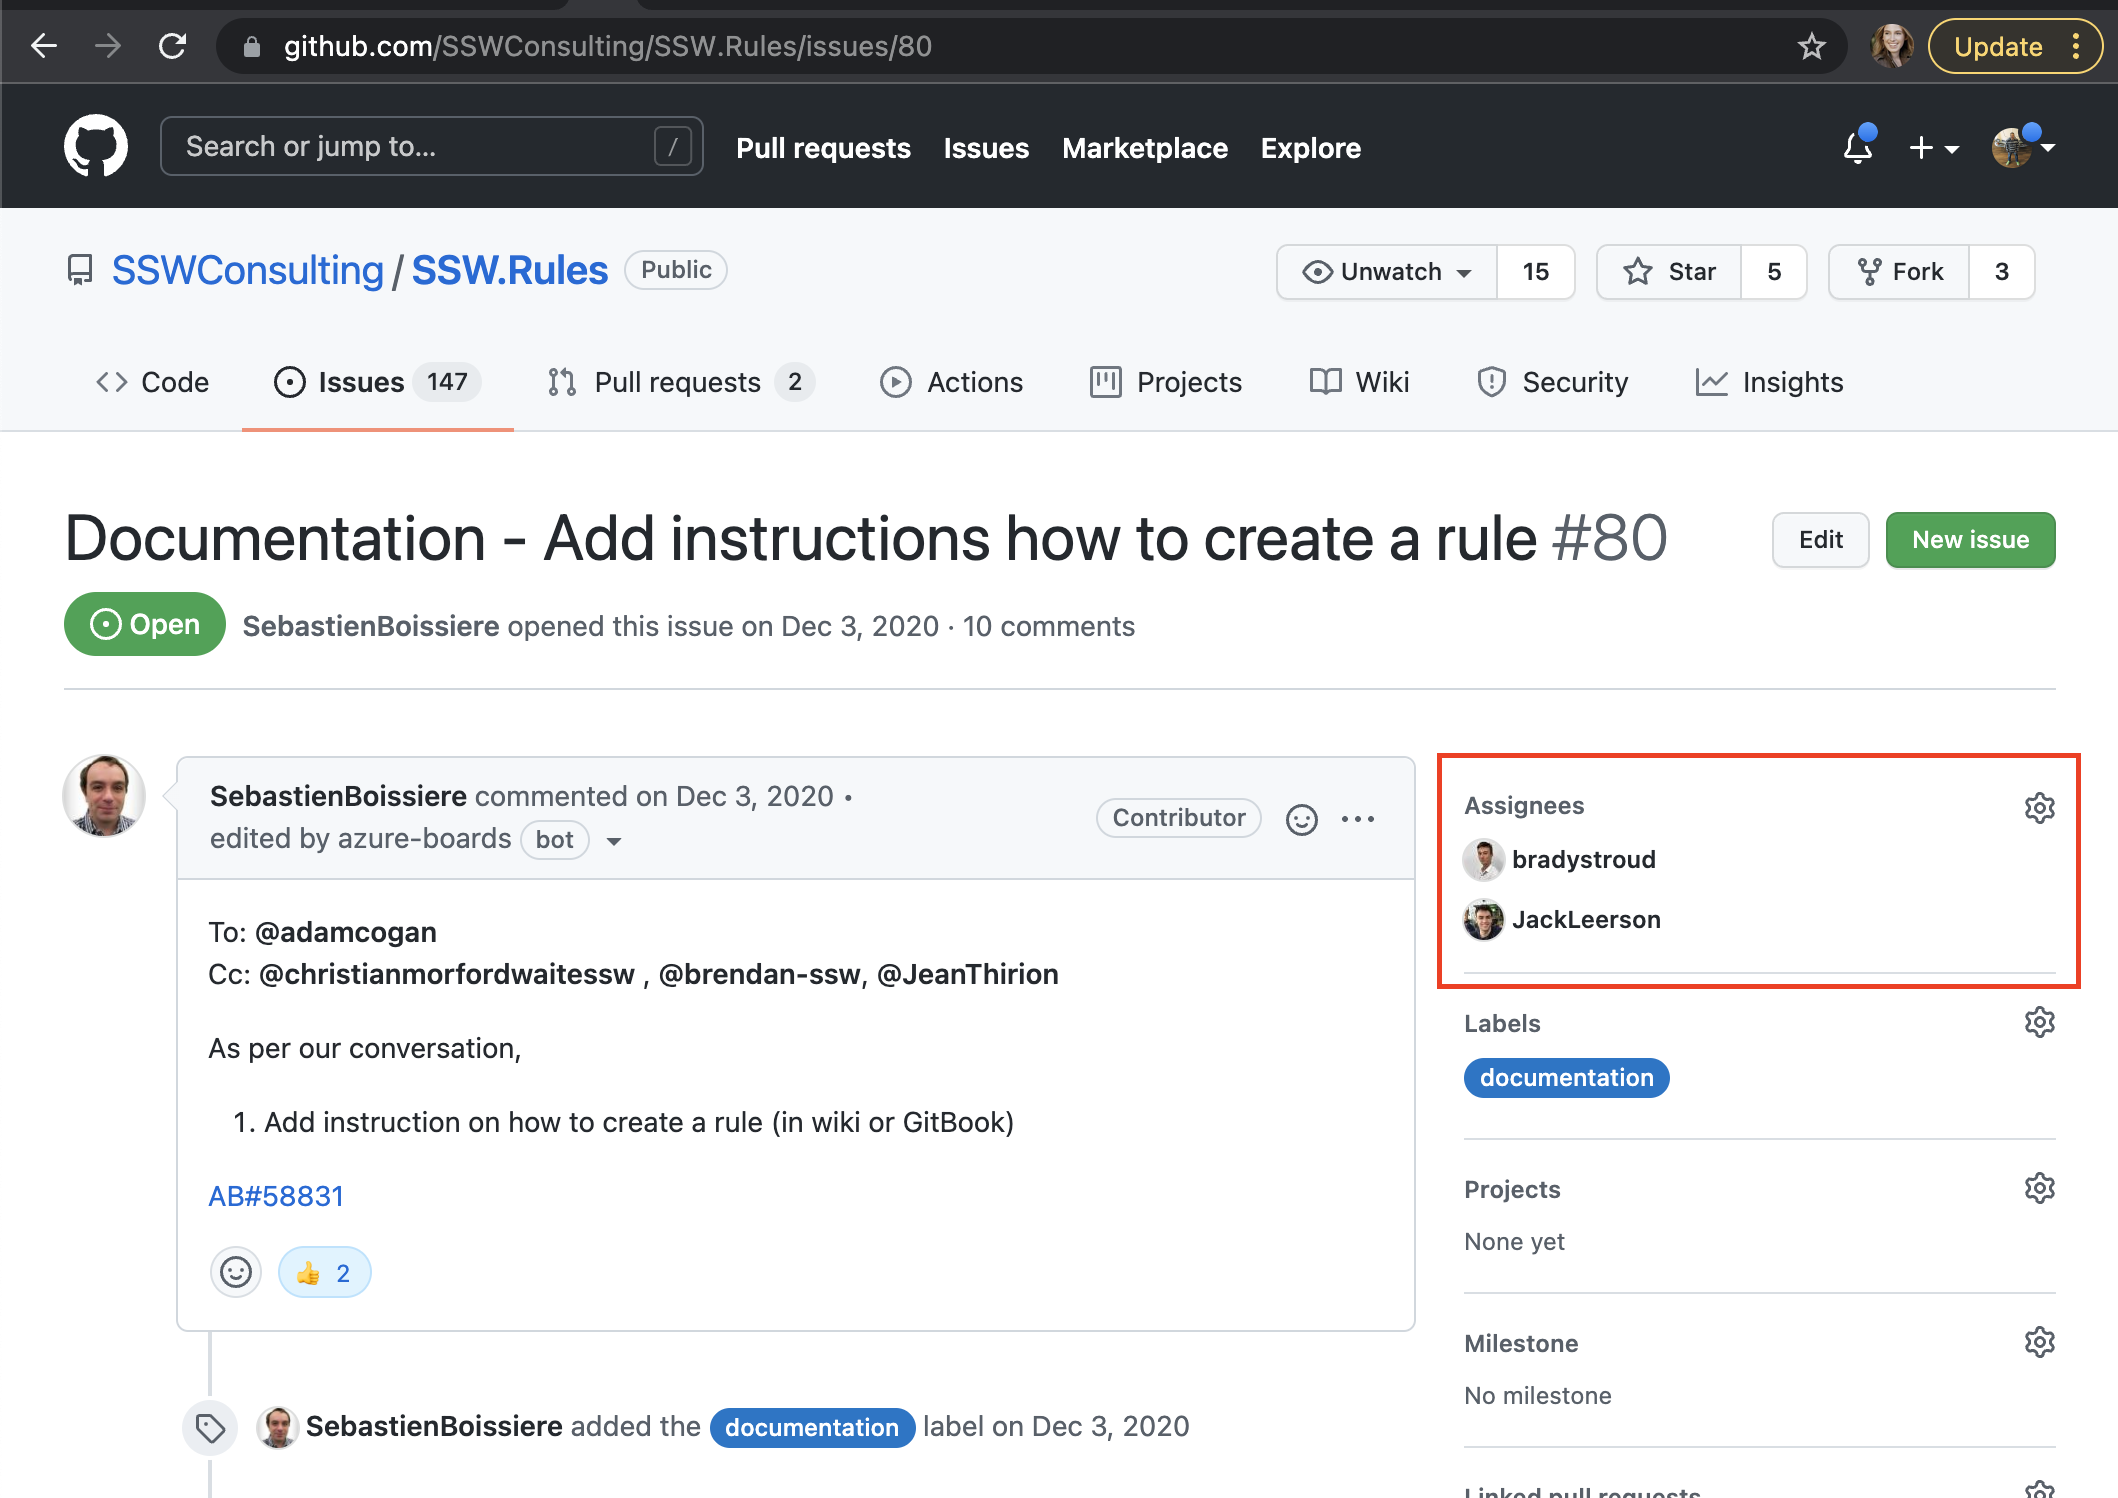 github.com/SSWConsulting/SSW.Rules/issues/80
Update
Search or jump to...
/
Pull requests
Issues
Marketplace
Explore
SSWConsulting / SSW.Rules
Public
Unwatch
15
Star
5
Fork
3
Code
Issues 147
Pull requests 2
Actions
Projects
Wiki
Security
Insights
Documentation - Add instructions how to create a rule #80
Edit
New issue
Open
SebastienBoissiere opened this issue on Dec 3, 2020 · 10 comments
SebastienBoissiere commented on Dec 3, 2020 •
edited by azure-boards bot
Contributor
To: @adamcogan
Cc: @christianmorfordwaitessw , @brendan-ssw, @JeanThirion
As per our conversation,
1. Add instruction on how to create a rule (in wiki or GitBook)
AB#58831
👍 2
SebastienBoissiere added the documentation label on Dec 3, 2020
Assignees
bradystroud
JackLeerson
Labels
documentation
Projects
None yet
Milestone
No milestone
Linked pull requests